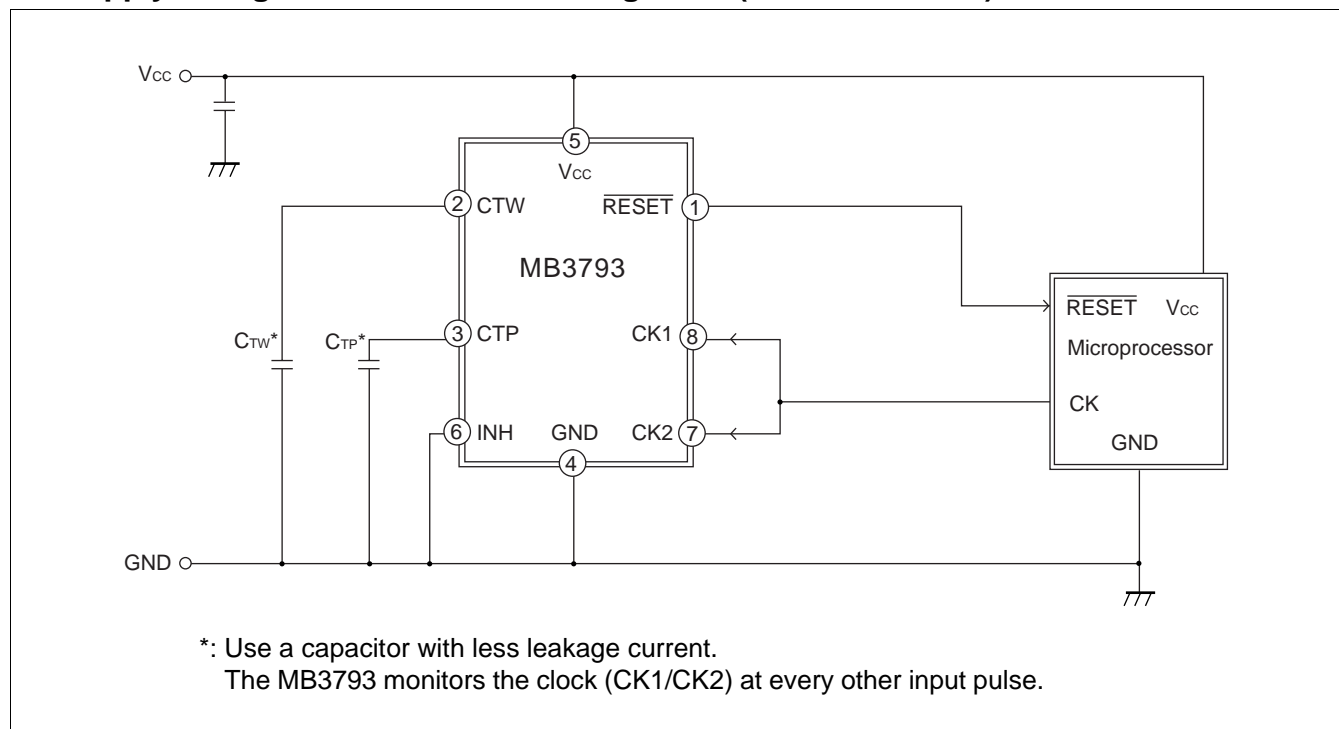 Vcc
5
Vcc
2 CTW
RESET 1
MB3793
RESET Vcc
3 CTP
CK1 8
CTW*
CTP*
Microprocessor
CK
6 INH GND CK2 7
GND
4
GND
*: Use a capacitor with less leakage current.
The MB3793 monitors the clock (CK1/CK2) at every other input pulse.